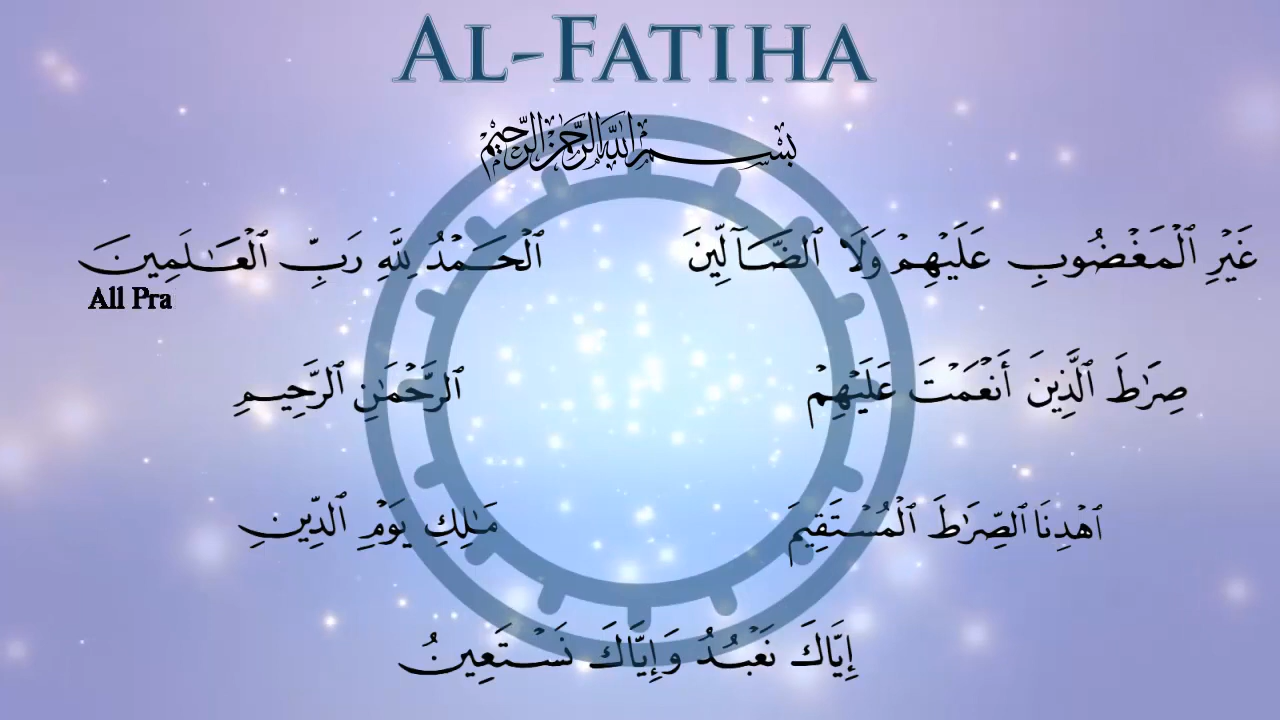 AL-FATIHA
بِسْمِ اللَّهِ الرَّحْمَٰنِ الرَّحِيمِ
ٱلْحَمْدُ لِلَّهِ رَبِّ ٱلْعَـٰلَمِينَ
All Pra
ٱلرَّحْمَـٰنِ ٱلرَّحِيمِ
مَـٰلِكِ يَوْمِ ٱلدِّينِ
إِيَّاكَ نَعْبُدُ وَإِيَّاكَ نَسْتَعِينُ
ٱهْدِنَا ٱلصِّرَٰطَ ٱلْمُسْتَقِيمَ
صِرَٰطَ ٱلَّذِينَ أَنْعَمْتَ عَلَيْهِمْ
غَيْرِ ٱلْمَغْضُوبِ عَلَيْهِمْ وَلَا ٱلضَّآلِّينَ